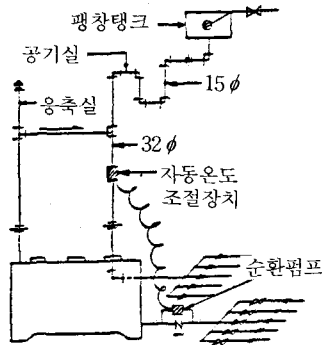 팽창탱크
공기실
15φ
응축실
32φ
자동온도
조절장치
순환펌프